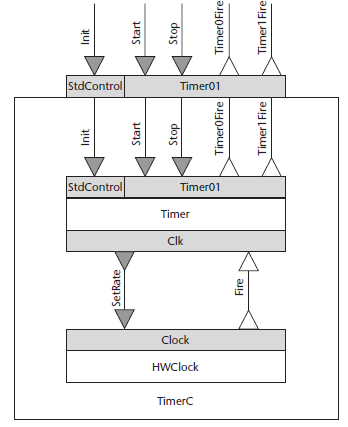 Init
Start
Stop
Timer0Fire
Timer1Fire
StdControl
Timer01
Init
Start
Stop
Timer0Fire
Timer1Fire
StdControl
Timer01
Timer
Clk
SetRate
Fire
Clock
HWClock
TimerC